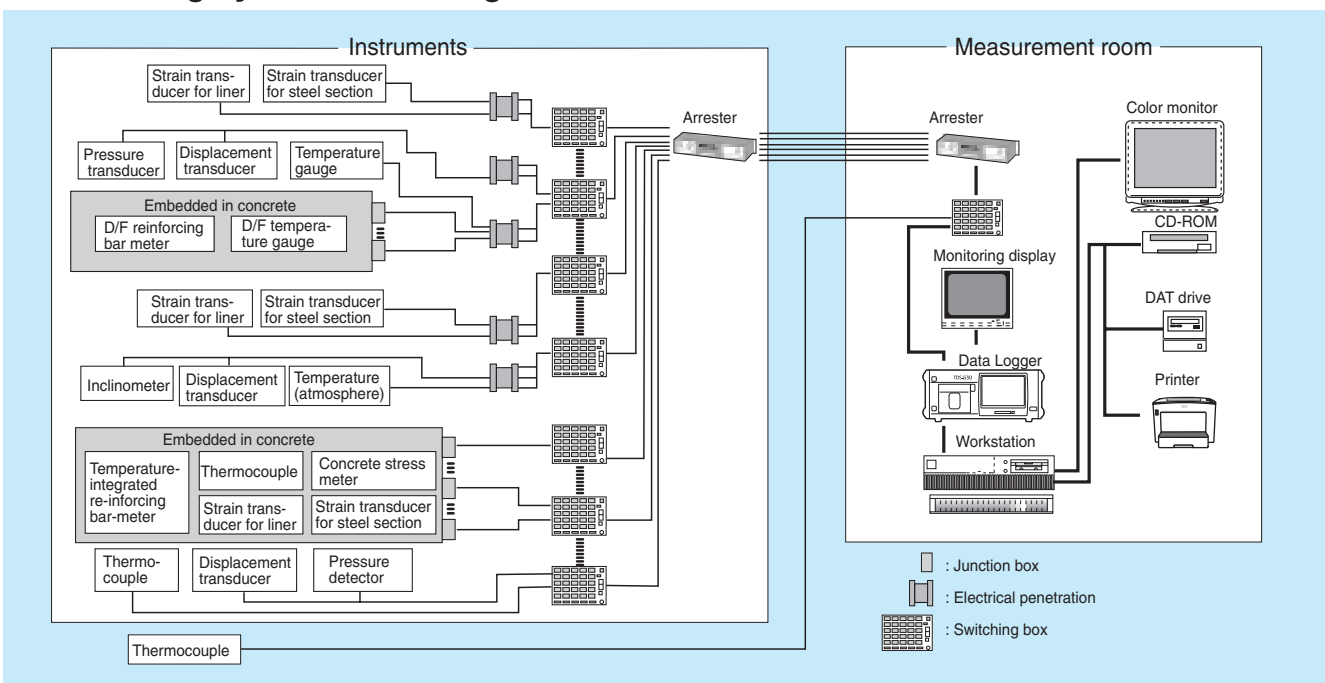 Instruments
Strain trans-
ducer for liner
Strain transducer
for steel section
Pressure
transducer
Displacement
transducer
Temperature
gauge
Embedded in concrete
D/F reinforcing
bar meter
D/F tempera-
ture gauge
Strain trans-
ducer for liner
Strain transducer
for steel section
Inclinometer
Displacement
transducer
Temperature
(atmosphere)
Embedded in concrete
Temperature-
integrated
re-inforcing
bar-meter
Thermocouple
Concrete stress
meter
Strain trans-
ducer for liner
Strain transducer
for steel section
Thermo-
couple
Displacement
transducer
Pressure
detector
Thermocouple
Arrester
Measurement room
Arrester
Color monitor
CD-ROM
Monitoring display
DAT drive
Data Logger
TDS-630
Printer
Workstation
: Junction box
: Electrical penetration
: Switching box